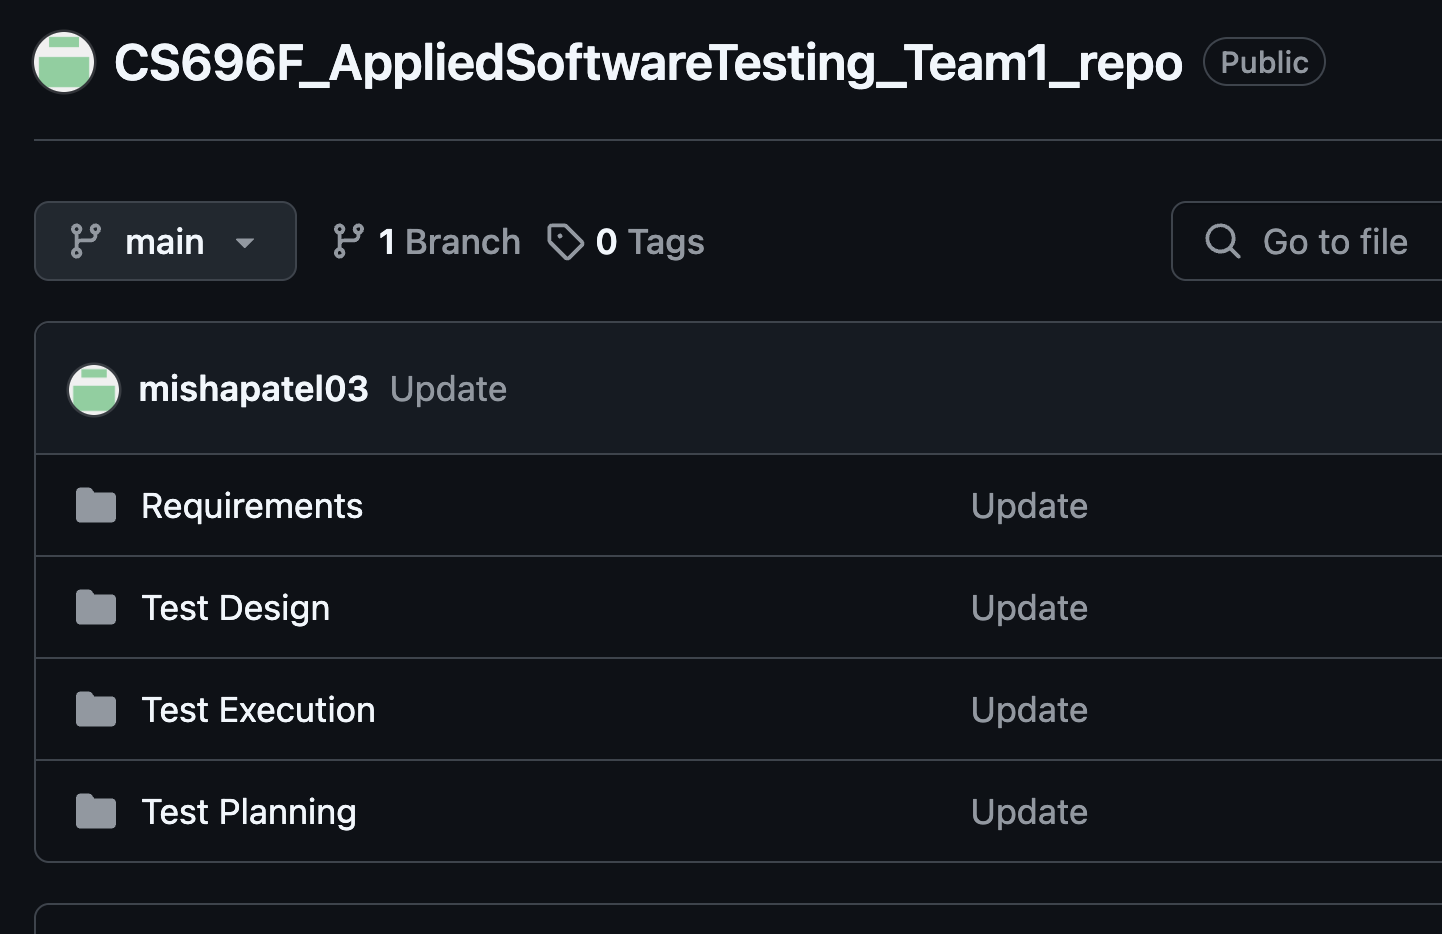 CS696F_AppliedSoftwareTesting_Team1_repo Public
main 1 Branch 0 Tags Go to file
mishapatel03 Update
Requirements Update
Test Design Update
Test Execution Update
Test Planning Update